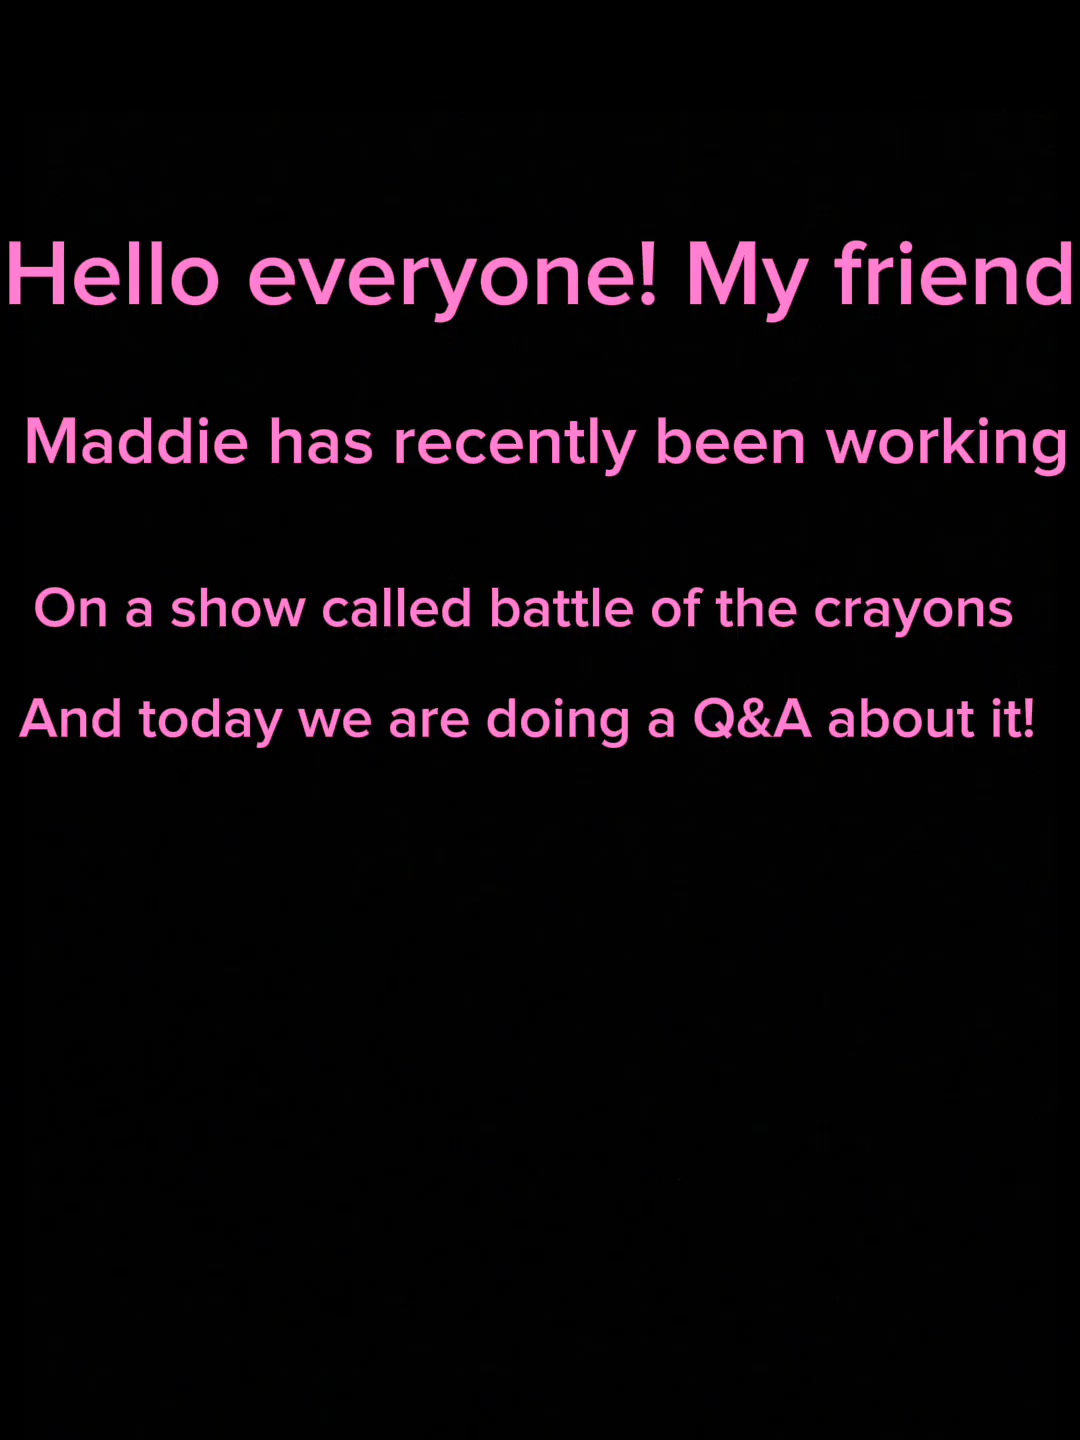 Hello everyone! My friend
Maddie has recently been working
On a show called battle of the crayons
And today we are doing a Q&A about it!